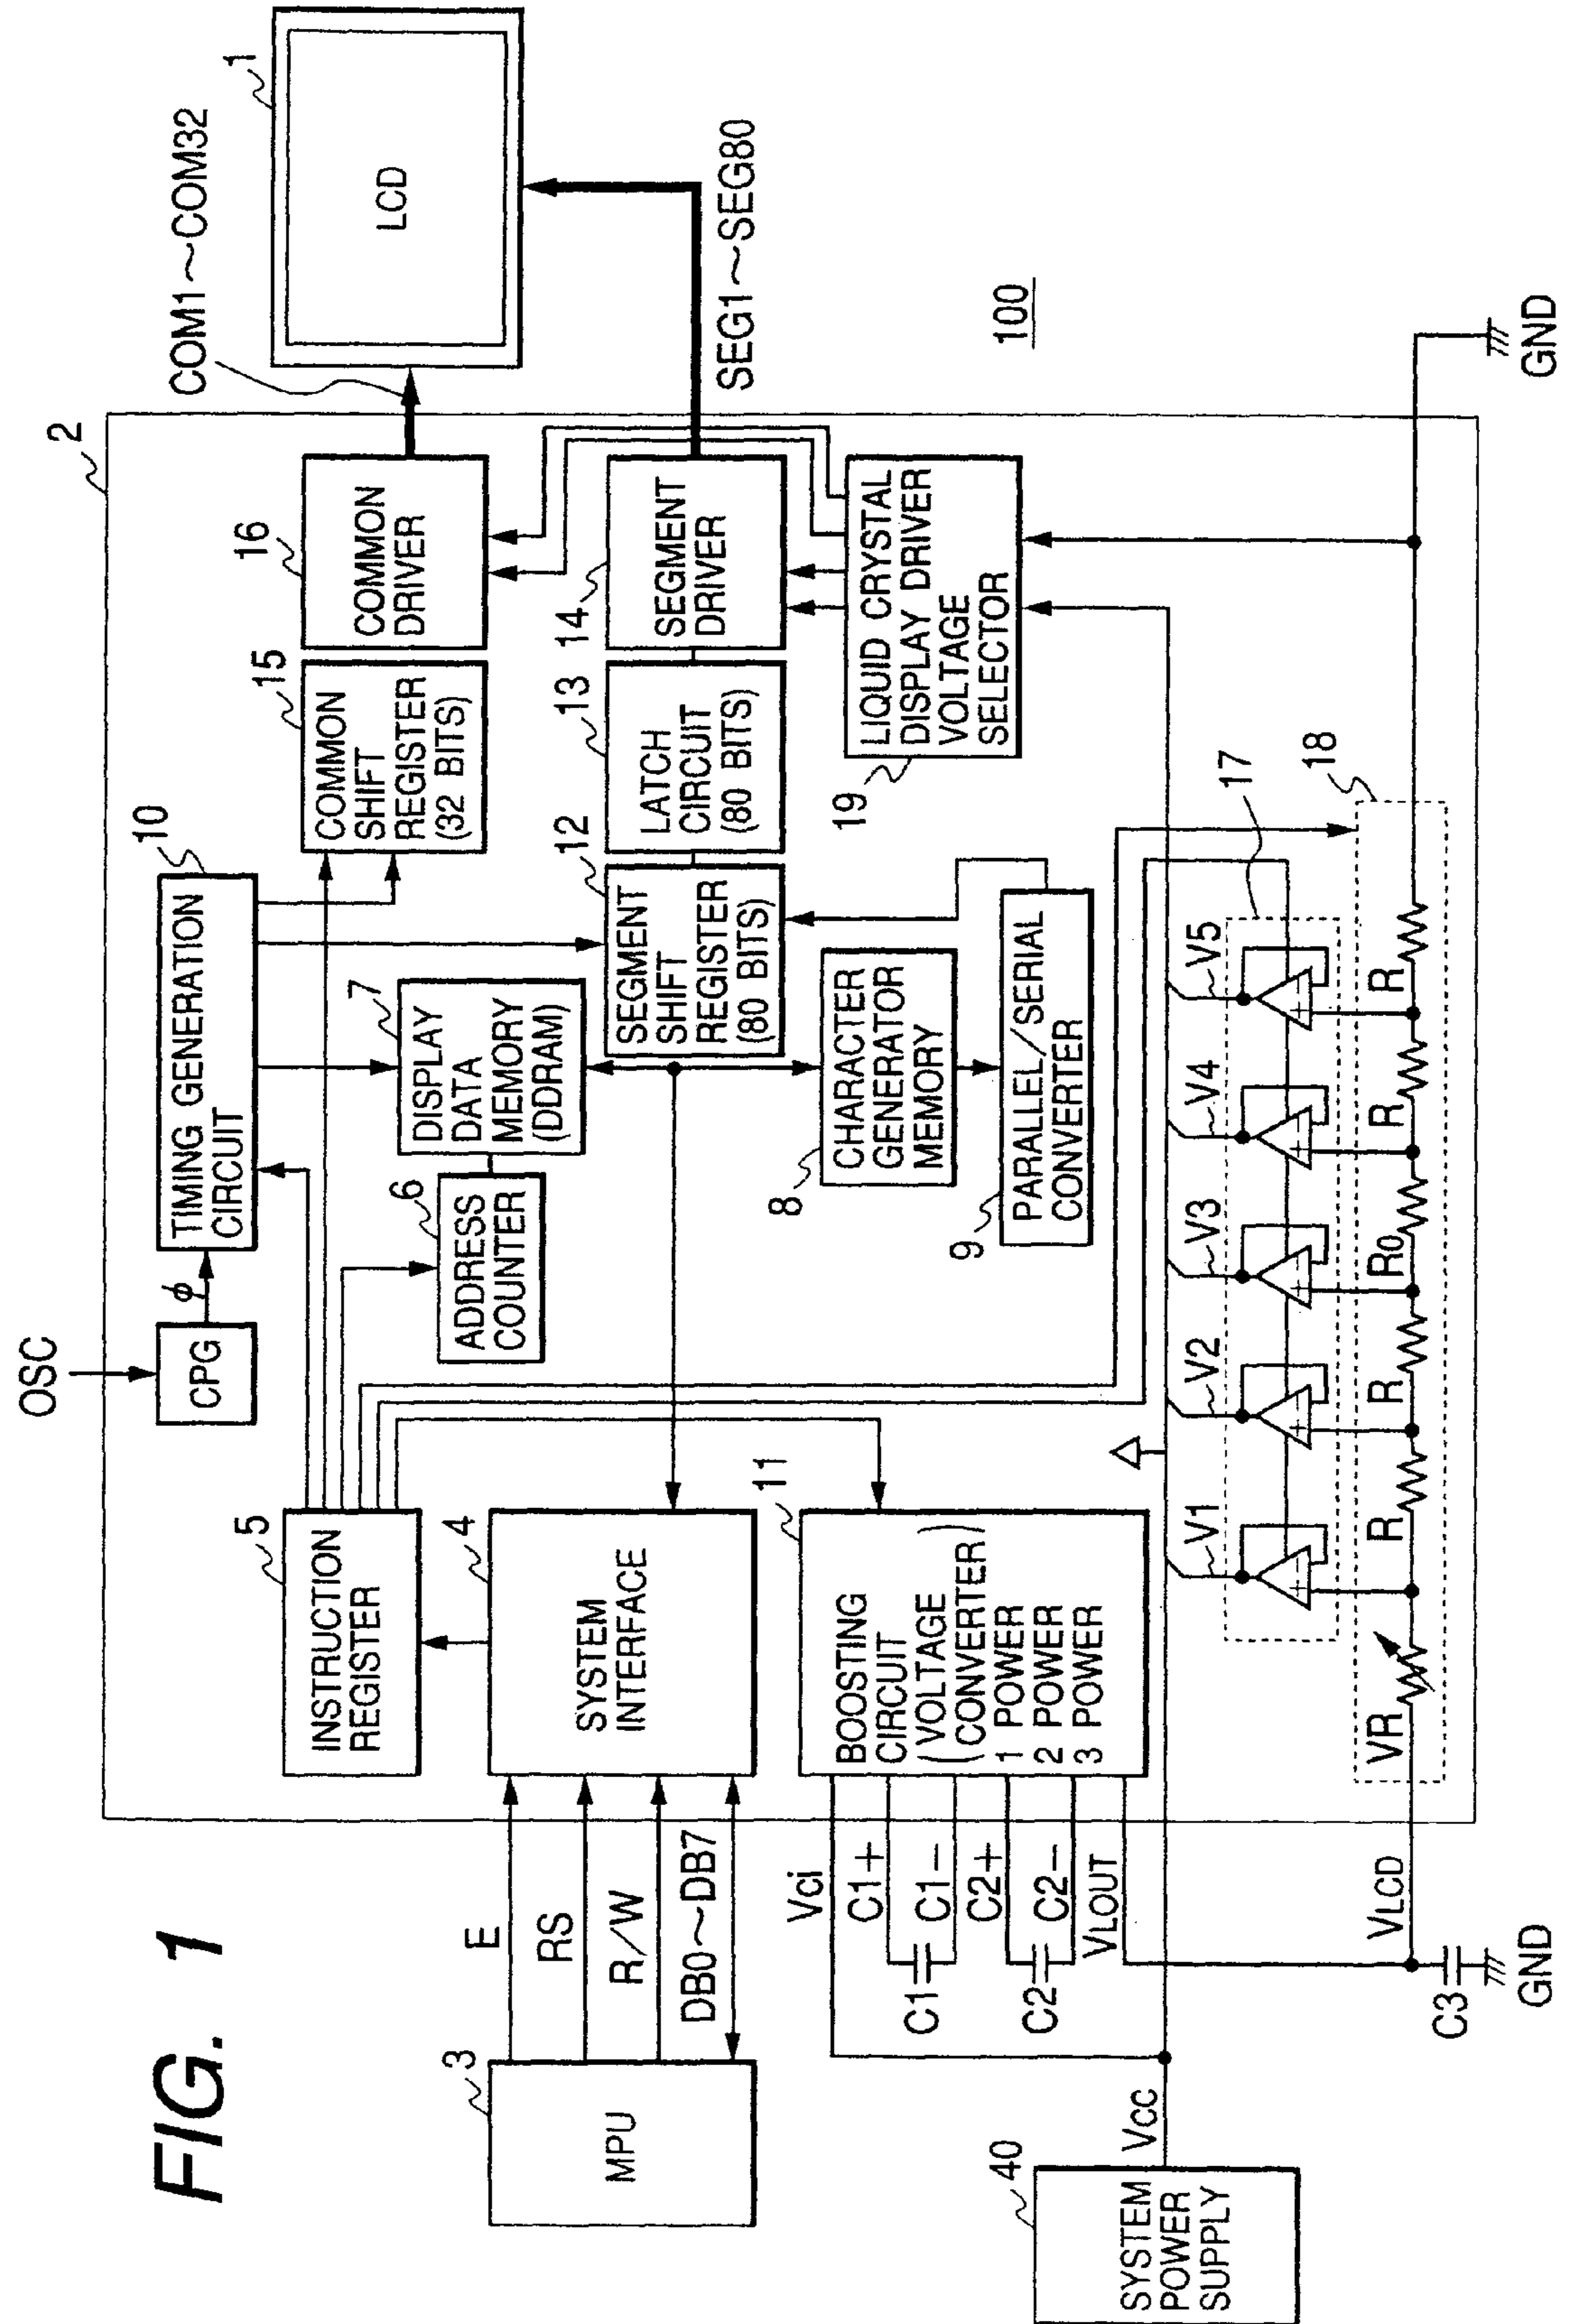 FIG. 1
OSC
CPG
φ
TIMING GENERATION
CIRCUIT
10
2
COM1~COM32
1
LCD
5
INSTRUCTION
REGISTER
15
COMMON
SHIFT
REGISTER
(32 BITS)
16
COMMON
DRIVER
6
ADDRESS
COUNTER
7
DISPLAY
DATA
MEMORY
(DDRAM)
3
MPU
E
RS
R/W
DB0~DB7
4
SYSTEM
INTERFACE
12
SEGMENT
SHIFT
REGISTER
(80 BITS)
13
LATCH
CIRCUIT
(80 BITS)
14
SEGMENT
DRIVER
SEG1~SEG80
8
CHARACTER
GENERATOR
MEMORY
9
PARALLEL/SERIAL
CONVERTER
19
LIQUID CRYSTAL
DISPLAY DRIVER
VOLTAGE
SELECTOR
11
BOOSTING
CIRCUIT
(VOLTAGE
CONVERTER)
1 POWER
2 POWER
3 POWER
Vci
C1+
C1
C1-
C2+
C2
C2-
VLOUT
100
40
SYSTEM
POWER
SUPPLY
Vcc
V1
V2
V3
V4
V5
17
18
VLCD
VR
R
R
R0
R
R
C3
GND
GND